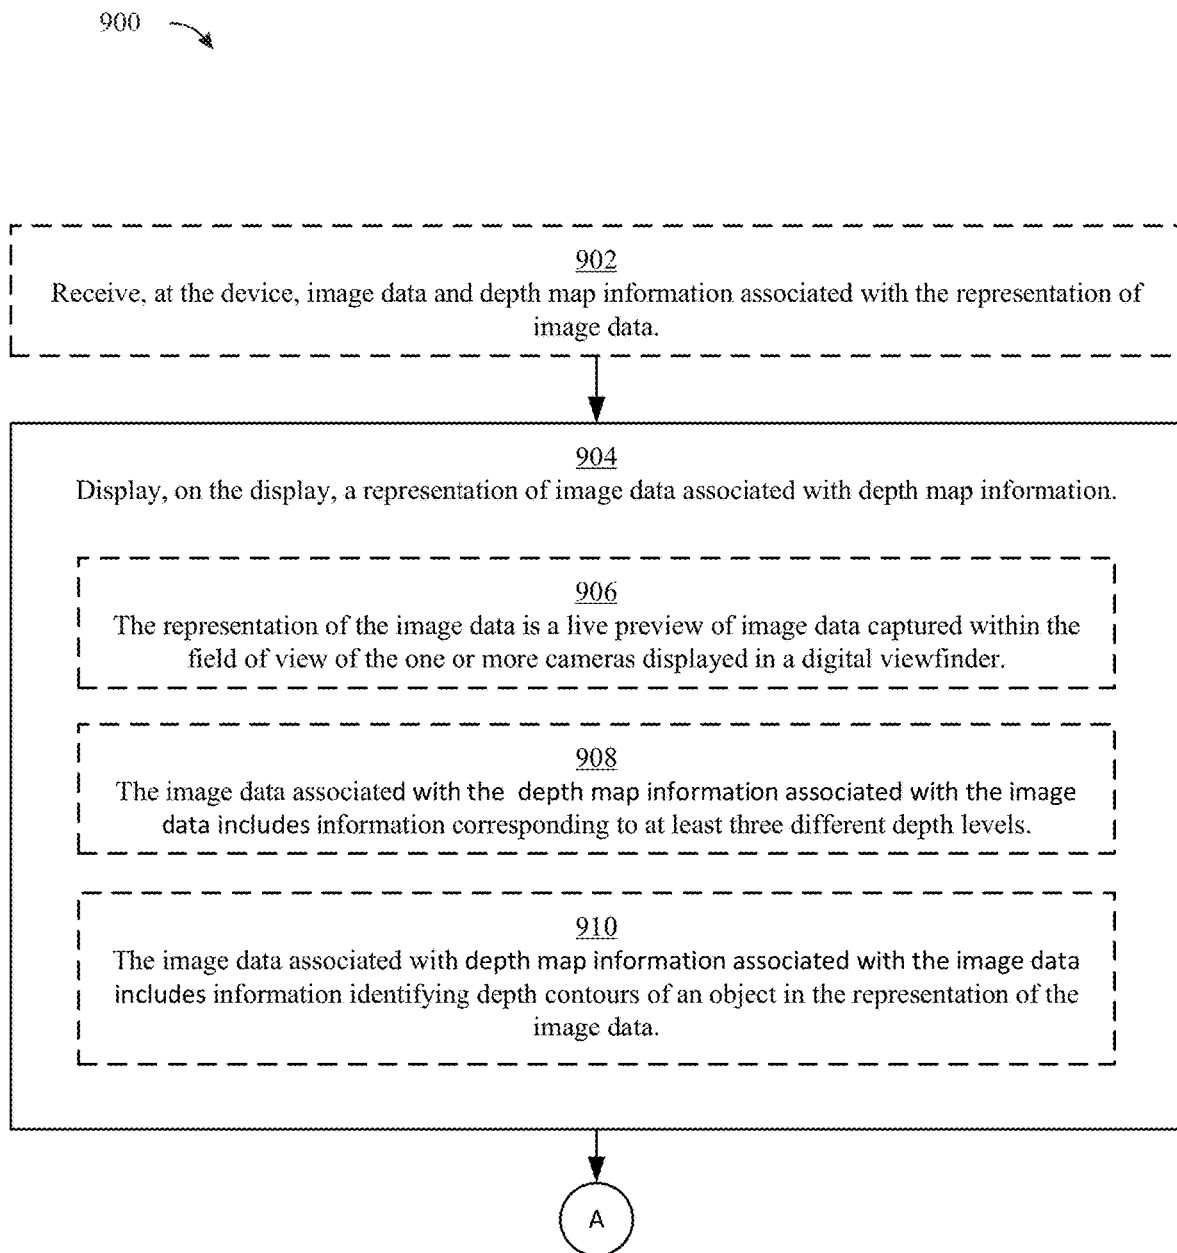 900
902
Receive, at the device, image data and depth map information associated with the representation of
image data.
904
Display, on the display, a representation of image data associated with depth map information.
906
The representation of the image data is a live preview of image data captured within the
field of view of the one or more cameras displayed in a digital viewfinder.
908
The image data associated with the depth map information associated with the image
data includes information corresponding to at least three different depth levels.
910
The image data associated with depth map information associated with the image data
includes information identifying depth contours of an object in the representation of the
image data.
A